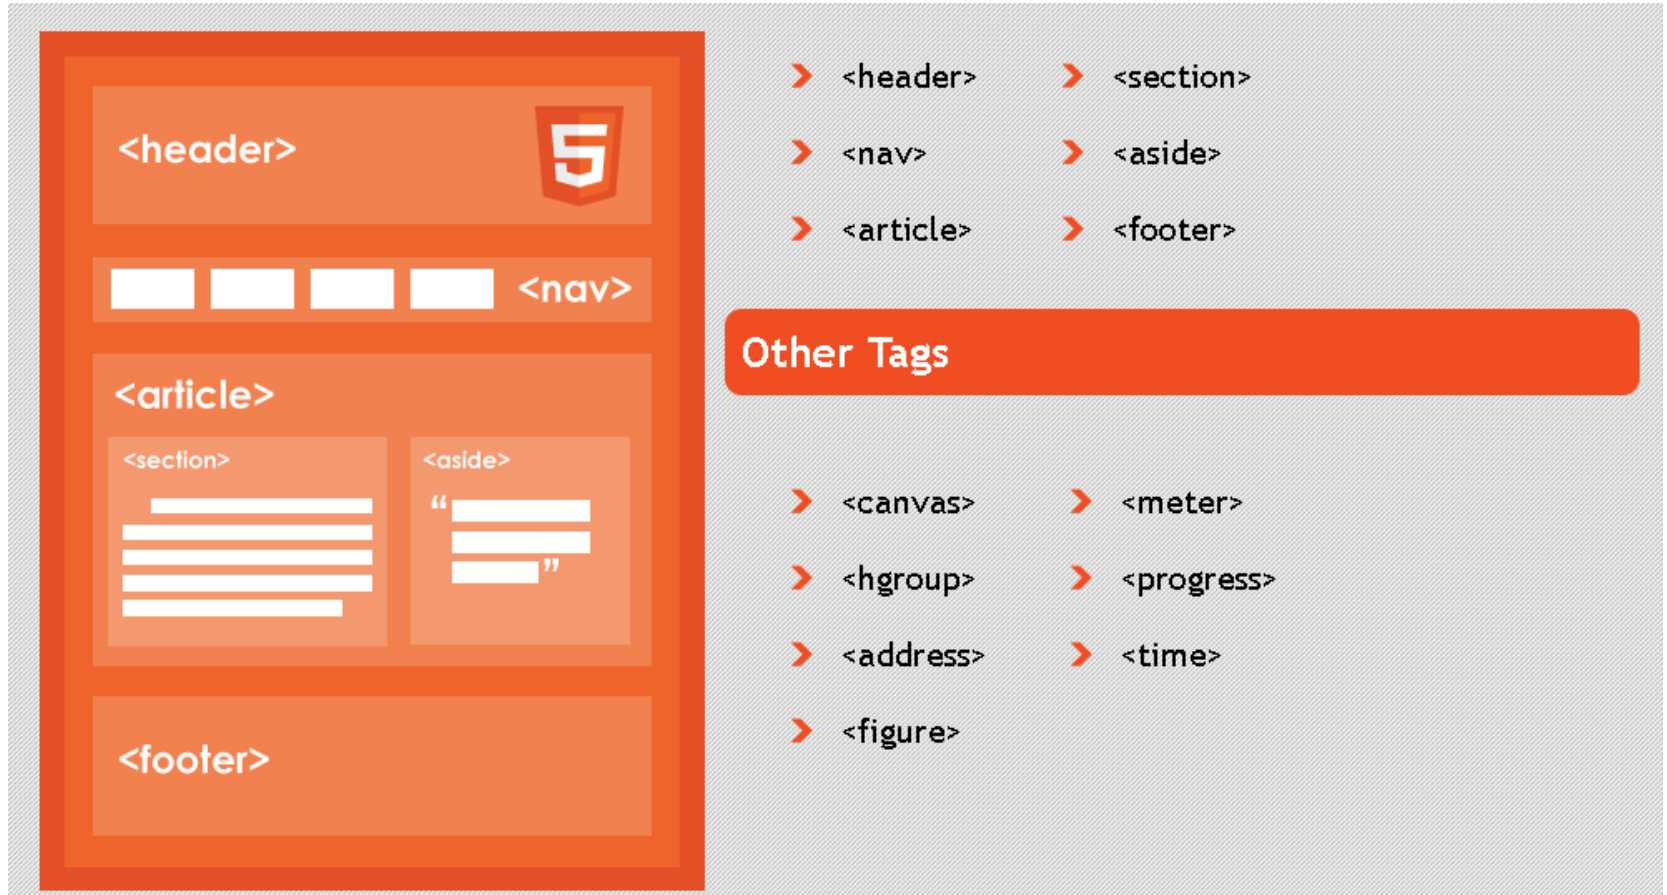 <header>
5
<nav>
<article>
<section> <aside>
“
”
<footer>
<header> <section>
<nav> <aside>
<article> <footer>
Other Tags
<canvas> <meter>
<hgroup> <progress>
<address> <time>
<figure>